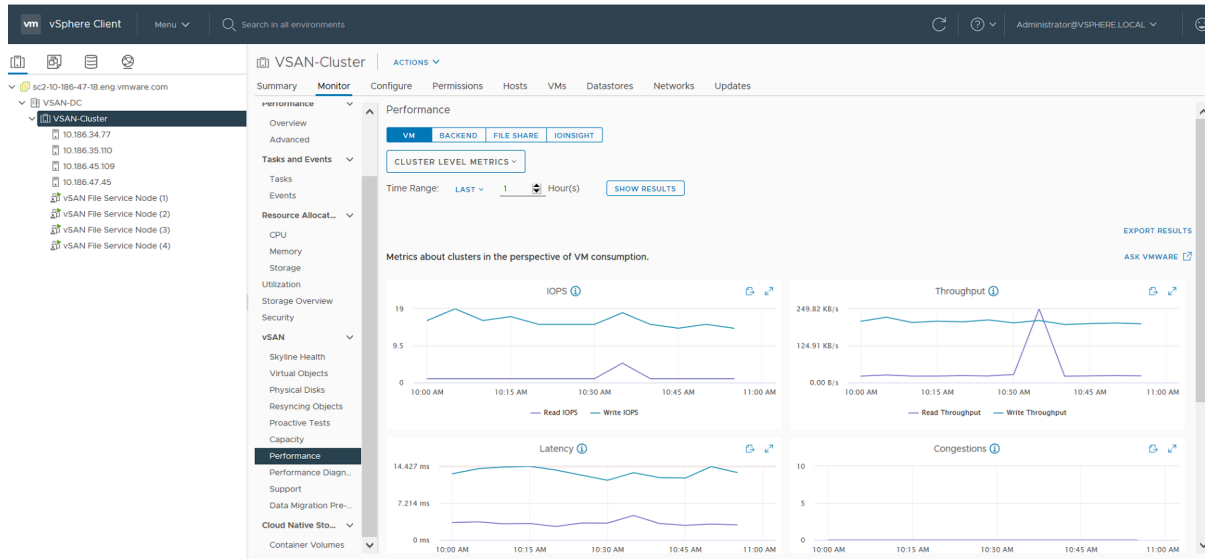 vm vSphere Client Menu Search in all environments Administrator@VSPHERE.LOCAL
sc2-10-186-47-18.eng.vmware.com
VSAN-DC
VSAN-Cluster
10.186.34.77
10.186.35.110
10.186.45.109
10.186.47.45
vSAN File Service Node (1)
vSAN File Service Node (2)
vSAN File Service Node (3)
vSAN File Service Node (4)
VSAN-Cluster ACTIONS
Summary Monitor Configure Permissions Hosts VMs Datastores Networks Updates
Performance
Overview
Advanced
Tasks and Events
Tasks
Events
Resource Allocat...
CPU
Memory
Storage
Utilization
Storage Overview
Security
vSAN
Skyline Health
Virtual Objects
Physical Disks
Resyncing Objects
Proactive Tests
Capacity
Performance
Performance Diagn...
Support
Data Migration Pre-...
Cloud Native Sto...
Container Volumes
Performance
VM BACKEND FILE SHARE IOINSIGHT
CLUSTER LEVEL METRICS
Time Range: LAST 1 Hour(s) SHOW RESULTS
EXPORT RESULTS
Metrics about clusters in the perspective of VM consumption. ASK VMWARE
IOPS
19
9.5
0
10:00 AM 10:15 AM 10:30 AM 10:45 AM 11:00 AM
Read IOPS Write IOPS
Throughput
249.82 KB/s
124.91 KB/s
0.00 B/s
10:00 AM 10:15 AM 10:30 AM 10:45 AM 11:00 AM
Read Throughput Write Throughput
Latency
14.427 ms
7.214 ms
0 ms
10:00 AM 10:15 AM 10:30 AM 10:45 AM 11:00 AM
Congestions
10
5
0
10:00 AM 10:15 AM 10:30 AM 10:45 AM 11:00 AM